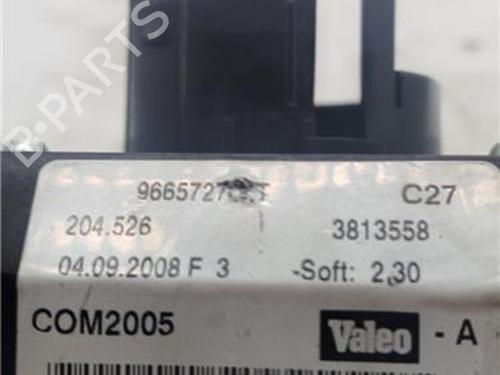 B-PARTS
C27
204.526 3813558
04.09.2008 F 3 -Soft: 2,30
COM2005 Valeo - A